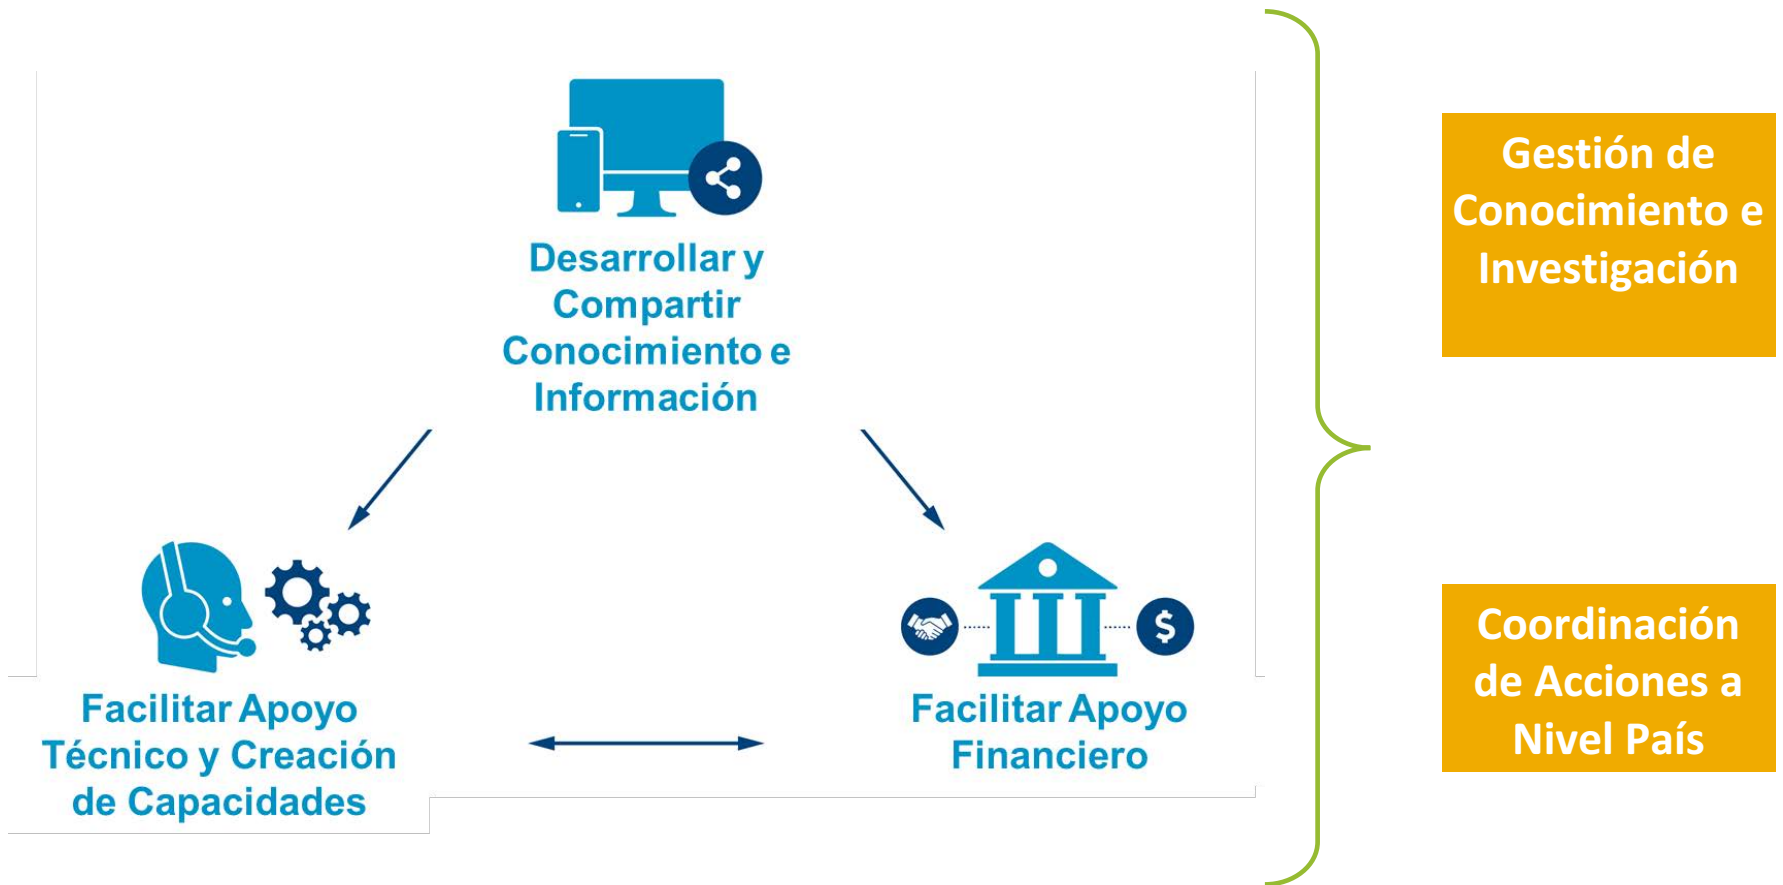 Desarrollar y
Compartir
Conocimiento e
Información
Facilitar Apoyo
Técnico y Creación
de Capacidades
Facilitar Apoyo
Financiero
$
Gestión de
Conocimiento e
Investigación
Coordinación
de Acciones a
Nivel País